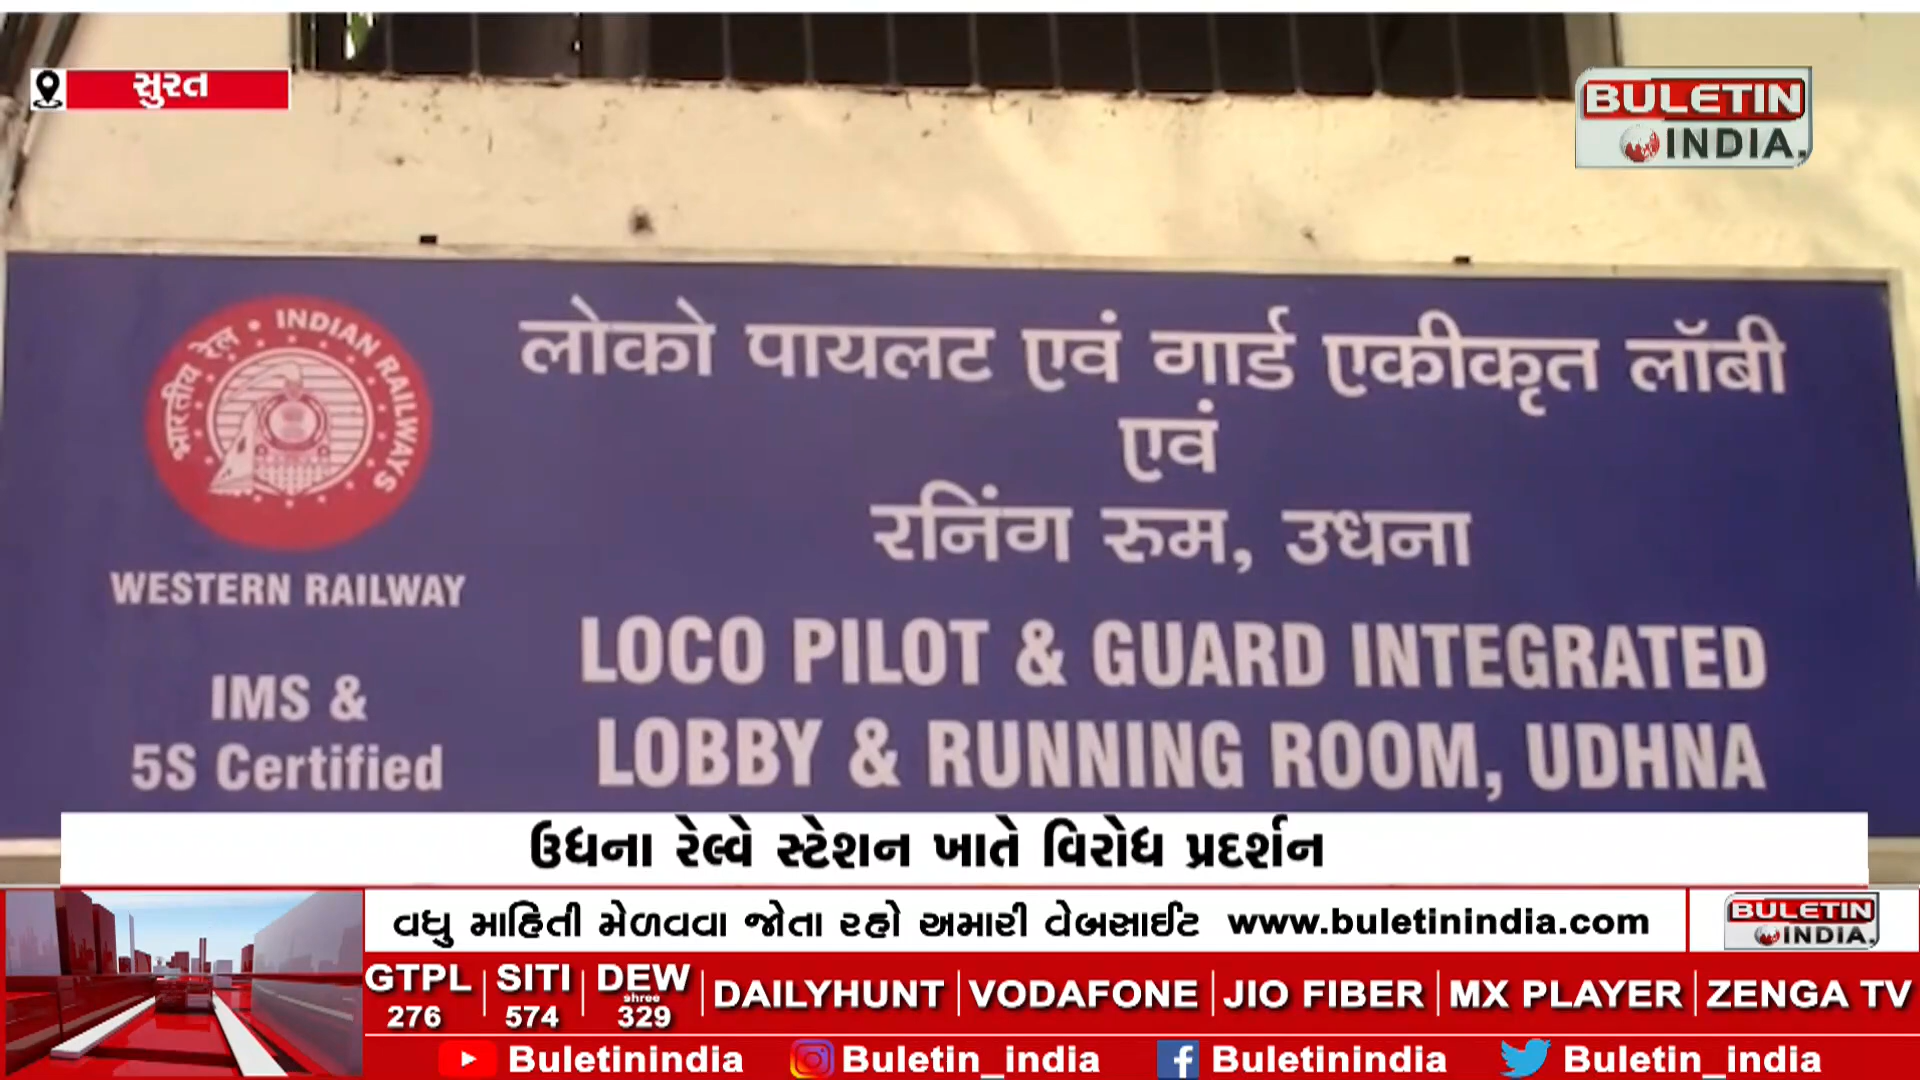 સુરત
BULETIN
INDIA.
भारतीय रेल • INDIAN RAILWAYS
WESTERN RAILWAY
IMS &
5S Certified
लोको पायलट एवं गार्ड एकीकृत लॉबी
एवं
रनिंग रुम, उधना
LOCO PILOT & GUARD INTEGRATED
LOBBY & RUNNING ROOM, UDHNA
ઉધના રેલ્વે સ્ટેશન ખાતે વિરોધ પ્રદર્શન
વધુ માહિતી મેળવવા જોતા રહો અમારી વેબસાઈટ www.buletinindia.com
BULETIN
INDIA.
GTPL 276 | SITI 574 | DEW shree 329 | DAILYHUNT | VODAFONE | JIO FIBER | MX PLAYER | ZENGA TV
Buletinindia Buletin_india Buletinindia Buletin_india